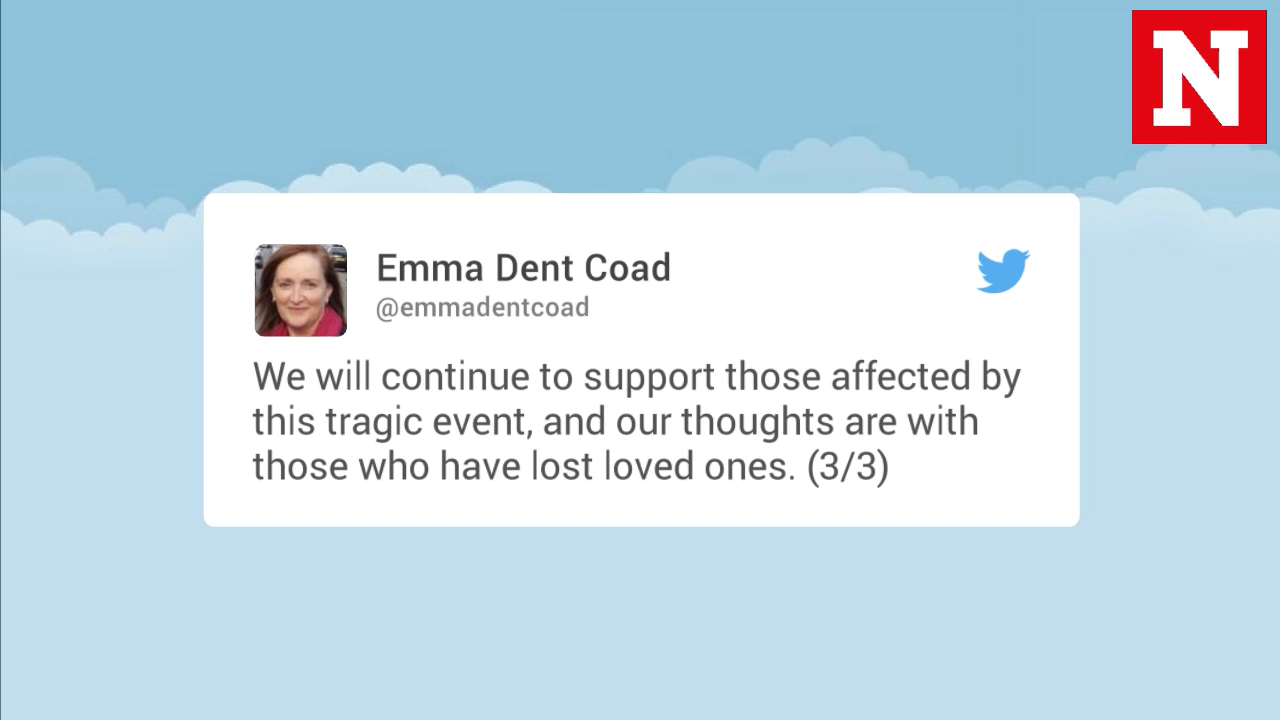 N
Emma Dent Coad
@emmadentcoad
We will continue to support those affected by
this tragic event, and our thoughts are with
those who have lost loved ones. (3/3)